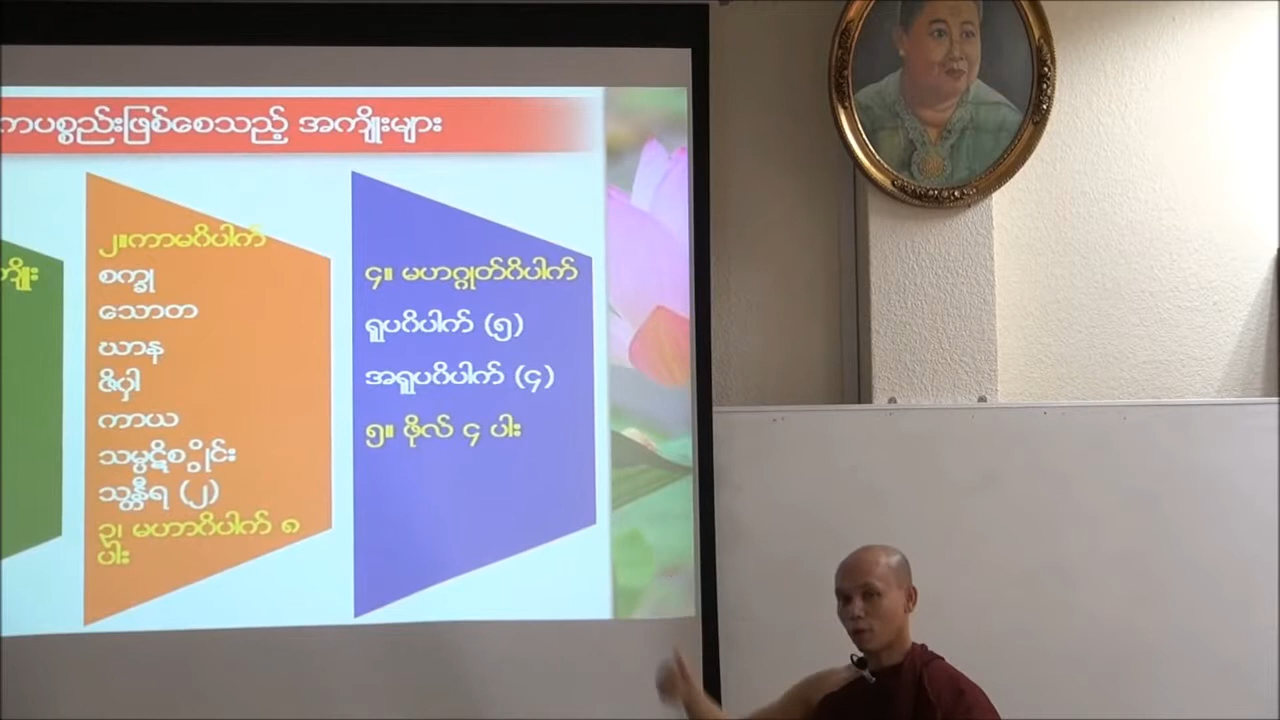 ကပစ္စည်းဖြစ်စေသည့် အကျိုးများ
ကျိုး
၂။ကာမဝိပါက်
စက္ခု
သောတ
ဃာန
ဇိဝှါ
ကာယ
သမ္ပဋိစ္ဆိုင်း
သန္တီရ (၂)
၃၊ မဟာဝိပါက် ၈
ပါး
၄။ မဟဂ္ဂုတ်ဝိပါက်
ရူပဝိပါက် (၅)
အရူပဝိပါက် (၄)
၅။ ဖိုလ် ၄ ပါး